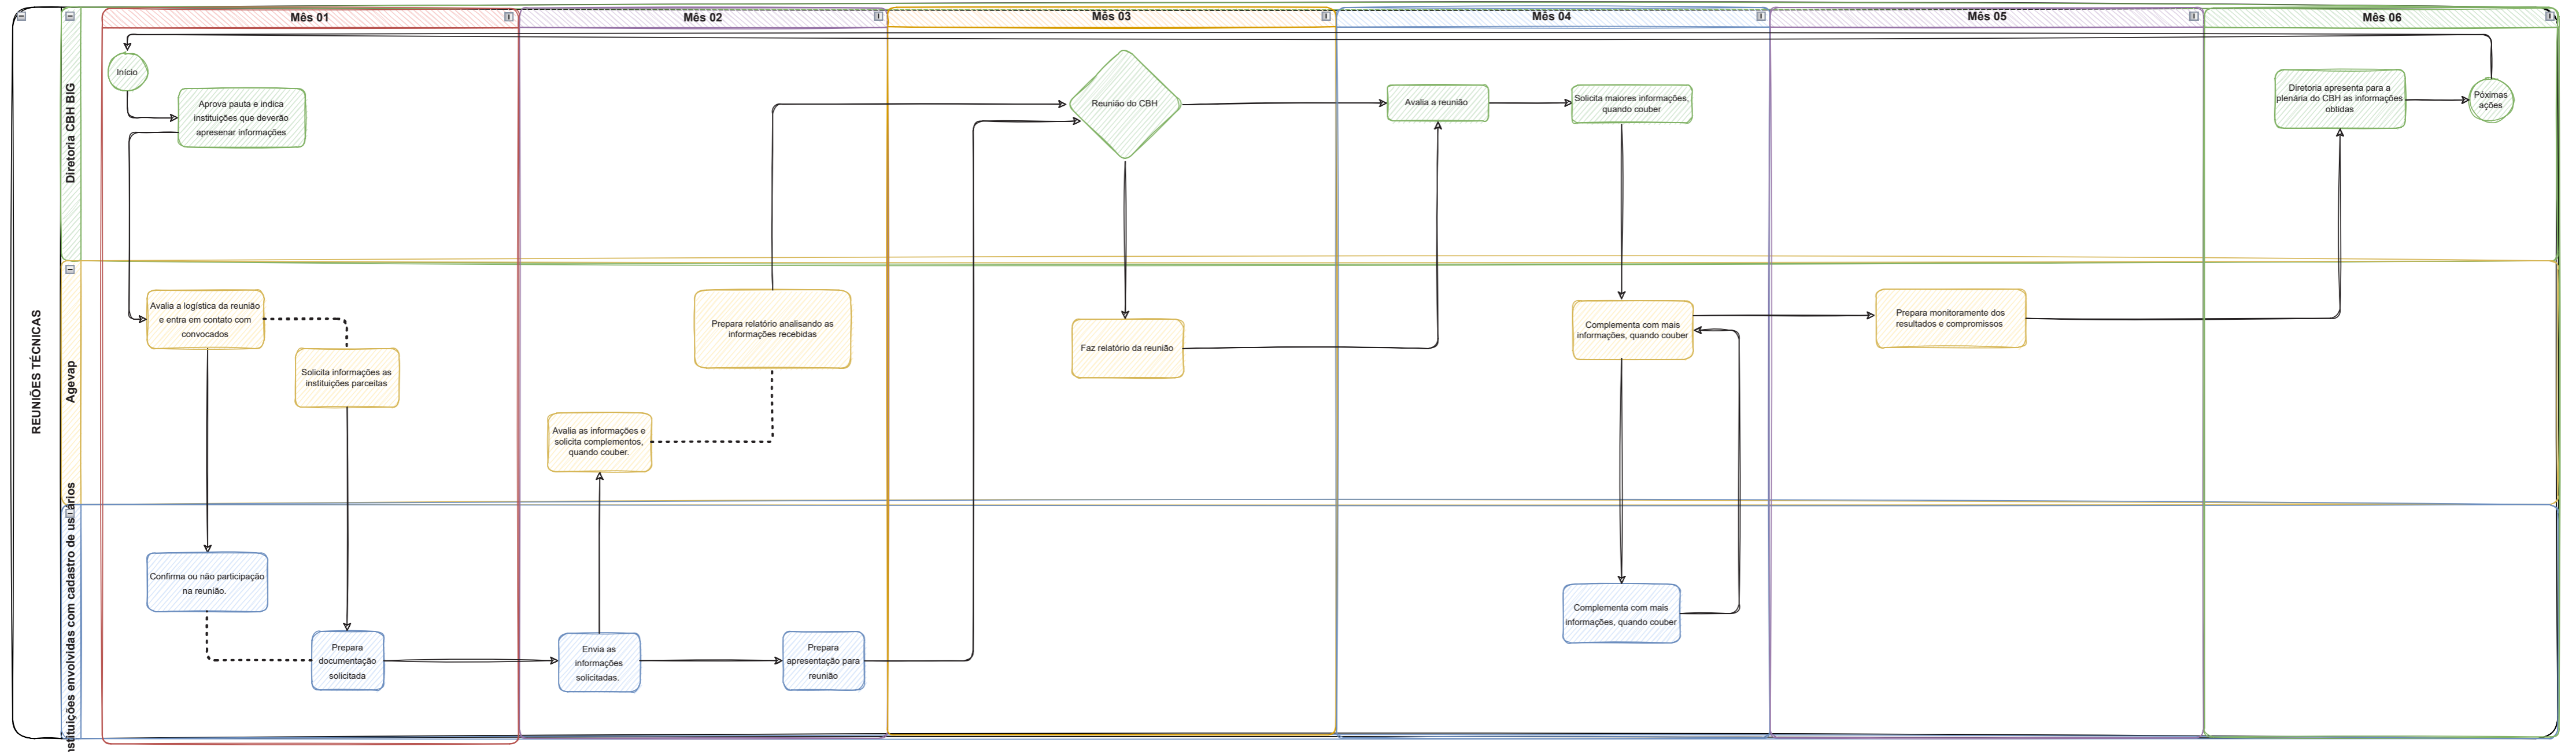 REUNIÕES TÉCNICAS
Mês 01
Mês 02
Mês 03
Mês 04
Mês 05
Mês 06
Diretoria CBH BIG
Início
Aprova pauta e indica
instituições que deverão
apresenar informações
Reunião do CBH
Avalia a reunião
Solicita maiores informações,
quando couber
Diretoria apresenta para a
plenária do CBH as informações
obtidas
Póximas
ações
Agevap
Avalia a logística da reunião
e entra em contato com
convocados
Solicita informações as
instituições parceitas
Avalia as informações e
solicita complementos,
quando couber.
Prepara relatório analisando as
informações recebidas
Faz relatório da reunião
Complementa com mais
informações, quando couber
Prepara monitoramente dos
resultados e compromissos
stituições envolvidas com cadastro de usuários
Confirma ou não participação
na reunião.
Prepara
documentação
solicitada
Envia as
informações
solicitadas.
Prepara
apresentação para
reunião
Complementa com mais
informações, quando couber